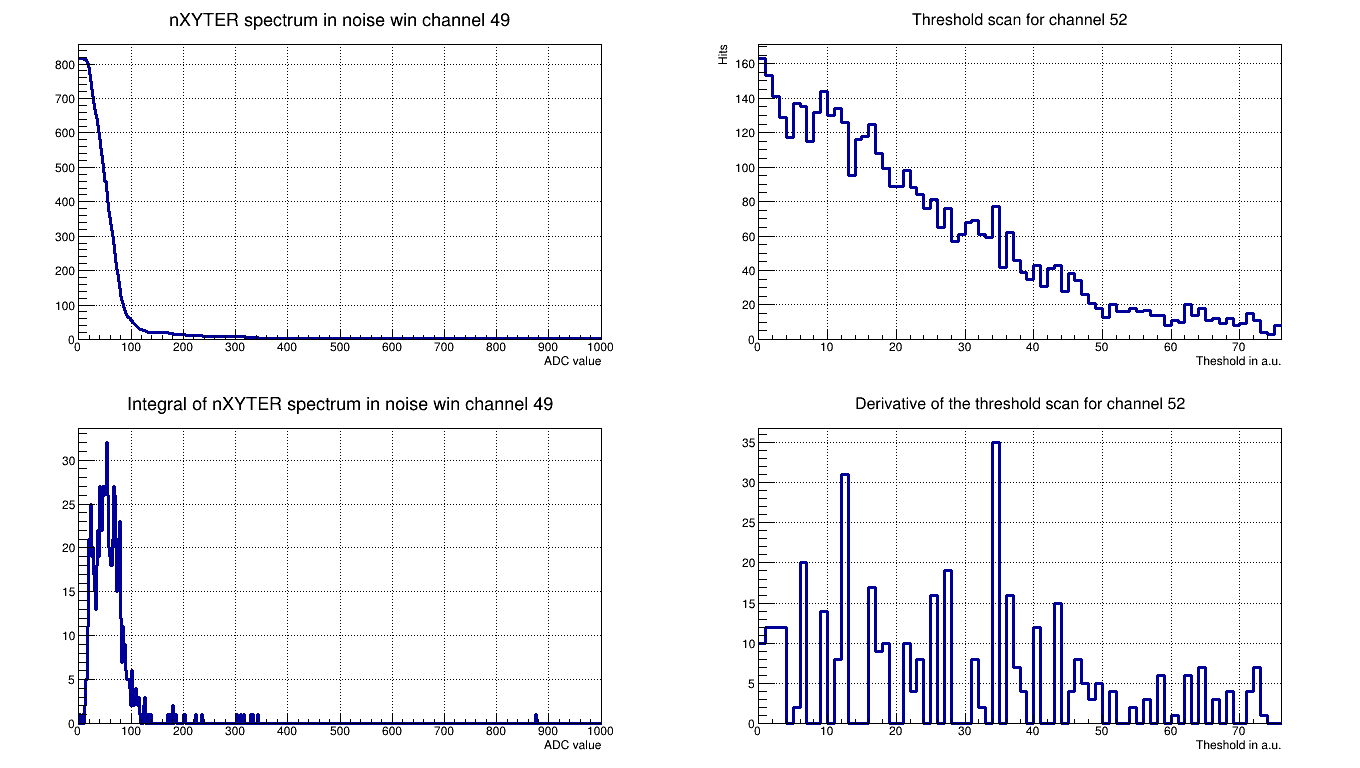 nXYTER spectrum in noise win channel 49
800
700
600
500
400
300
200
100
0
0 100 200 300 400 500 600 700 800 900 1000
ADC value
Threshold scan for channel 52
Hits
160
140
120
100
80
60
40
20
0
0 10 20 30 40 50 60 70
Theshold in a.u.
Integral of nXYTER spectrum in noise win channel 49
30
25
20
15
10
5
0
0 100 200 300 400 500 600 700 800 900 1000
ADC value
Derivative of the threshold scan for channel 52
35
30
25
20
15
10
5
0
0 10 20 30 40 50 60 70
Theshold in a.u.